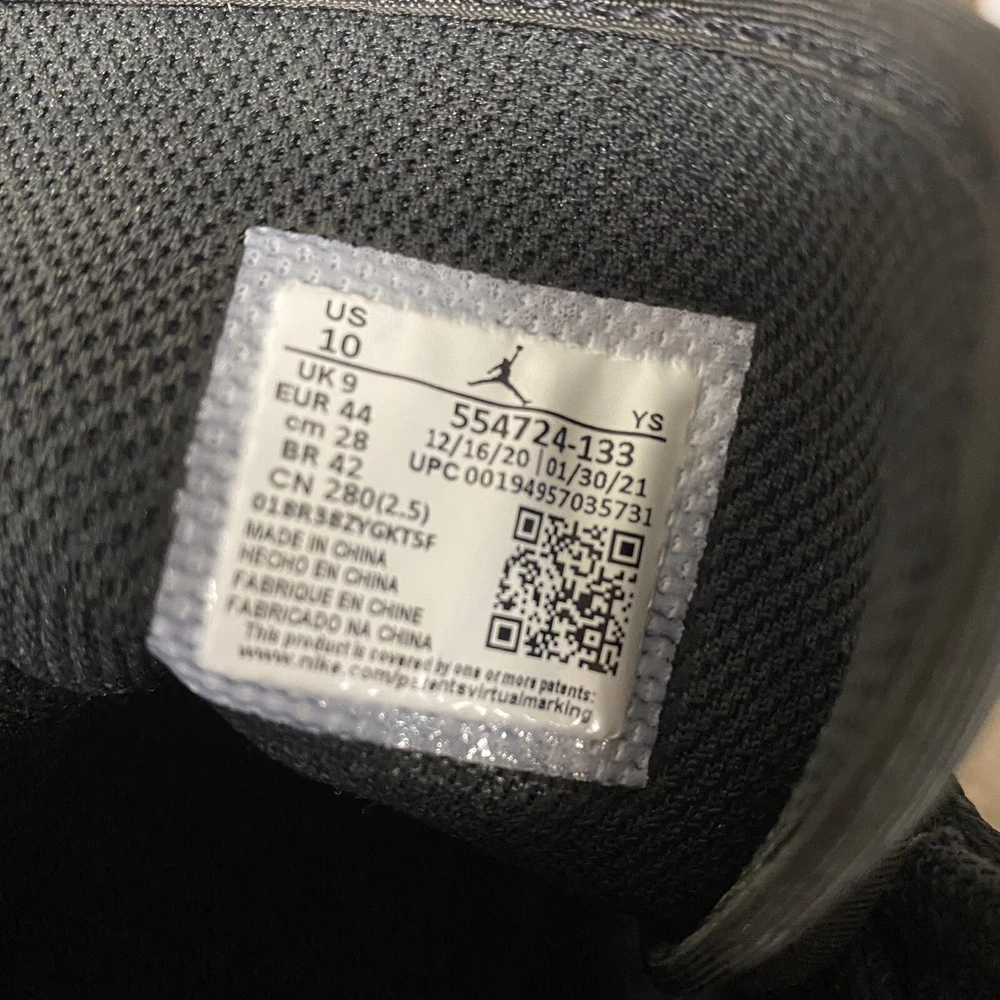 US
10
YS
UK 9
EUR 44
cm 28
BR 42
CN 280(2.5)
018R38ZYGKT5F
554724-133
12/16/20 | 01/30/21
UPC 00194957035731
MADE IN CHINA
HECHO EN CHINA
FABRIQUE EN CHINE
FABRICADO NA CHINA
This product is covered by one or more patents:
www.nike.com/patentsvirtualmarking